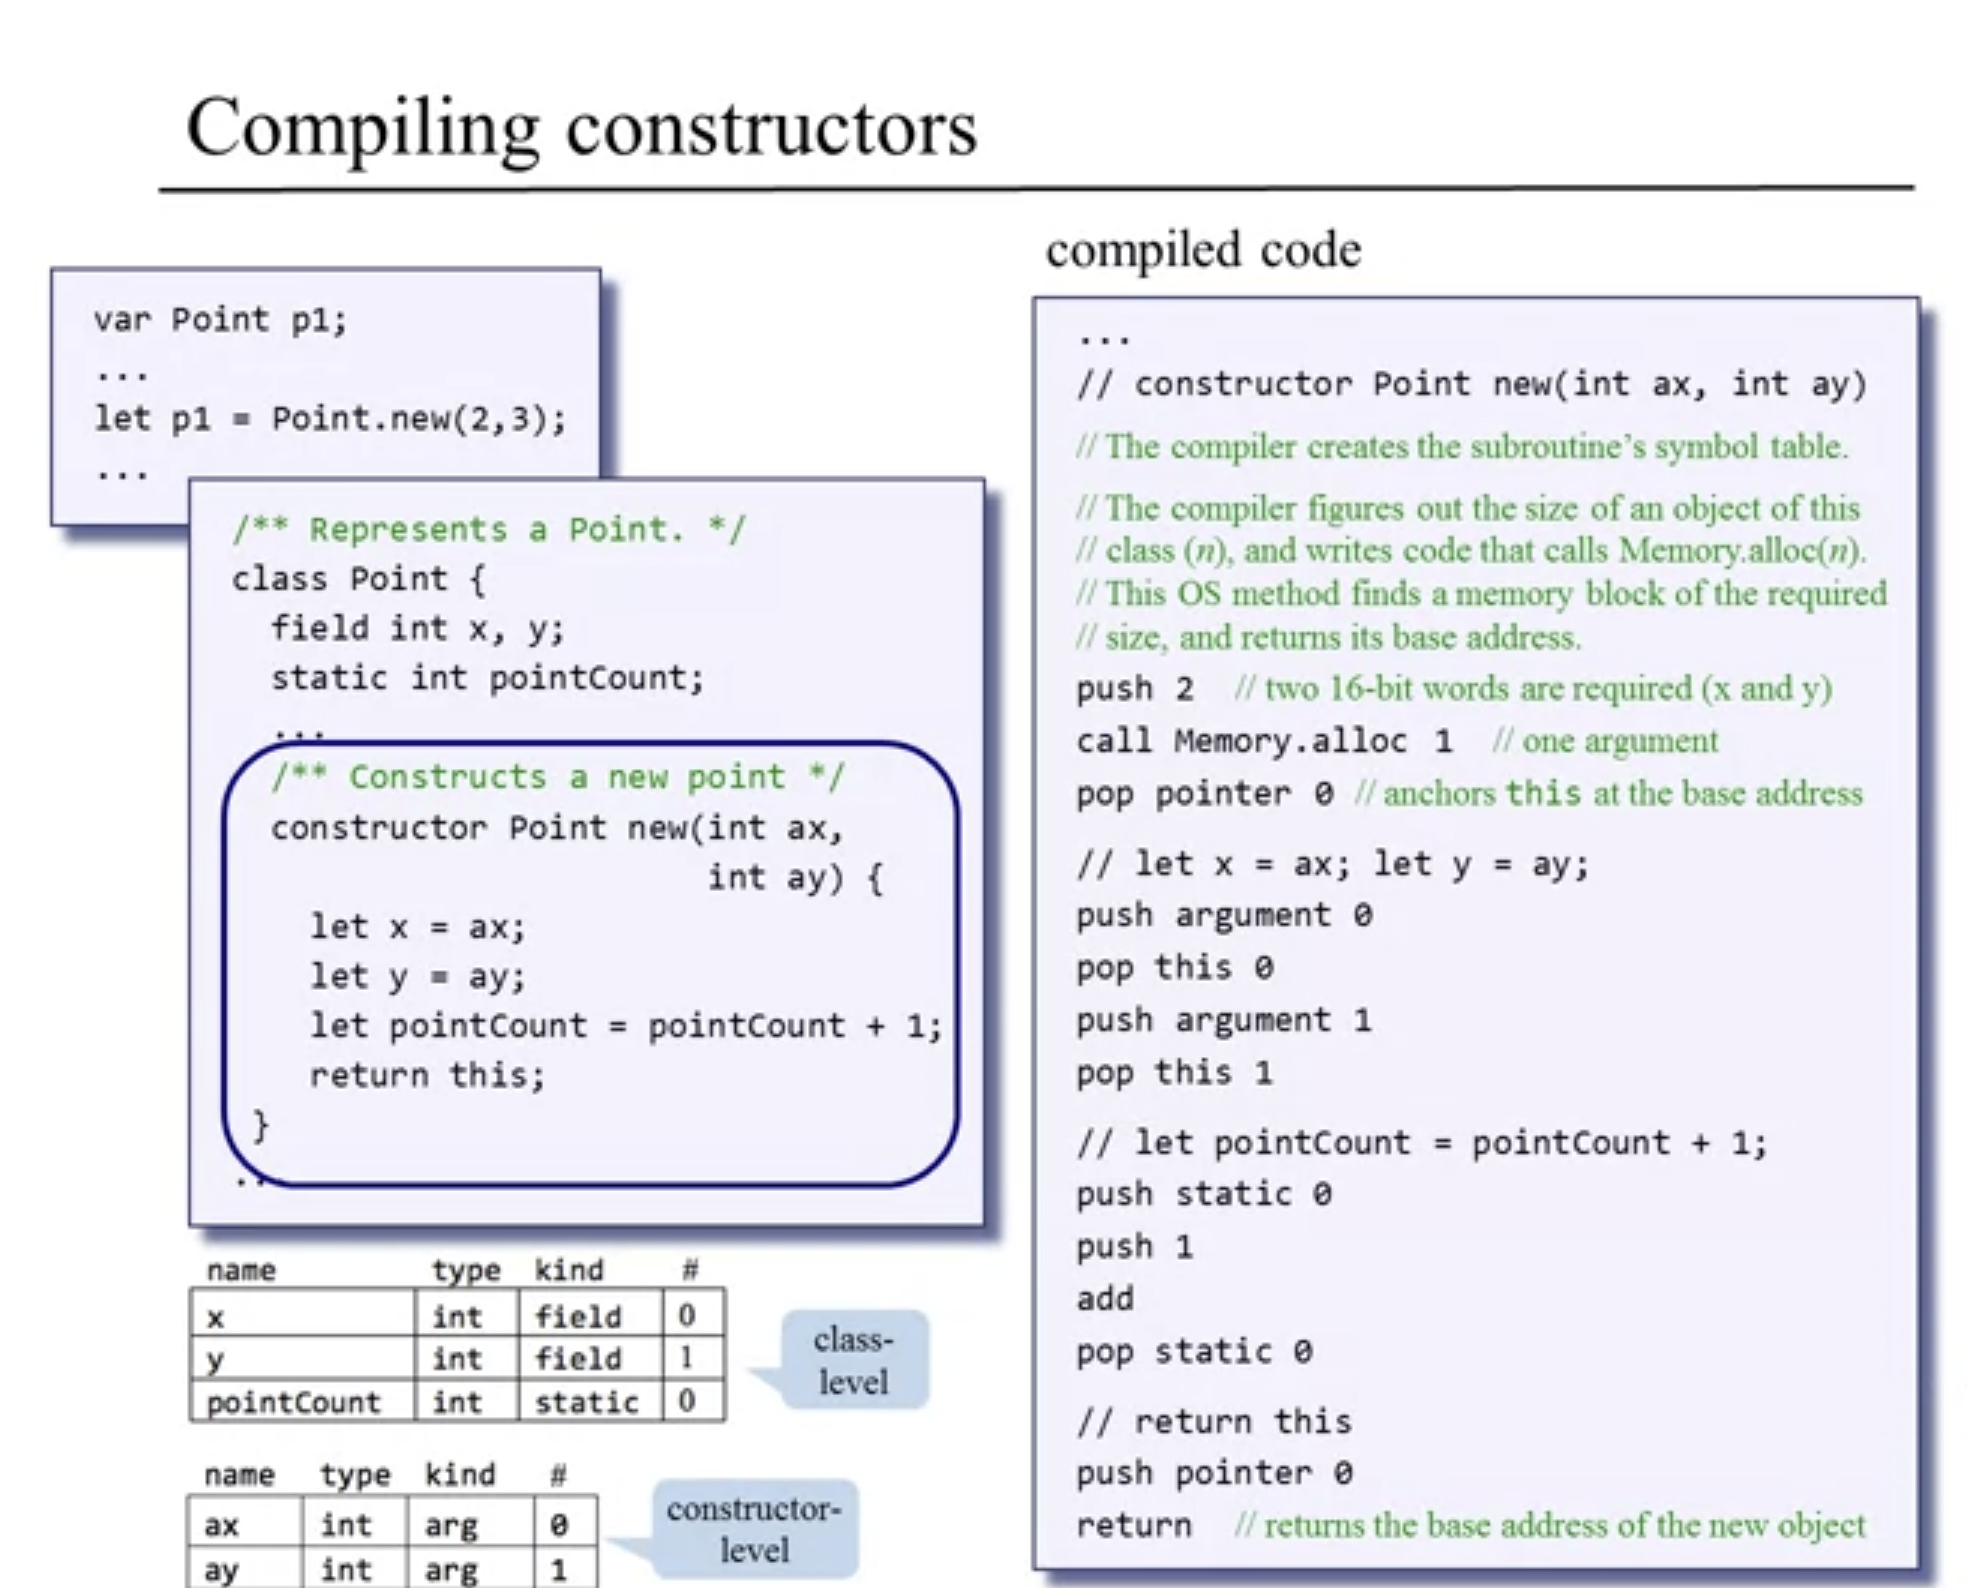 Compiling constructors
var Point p1;
...
let p1 = Point.new(2,3);
...
/** Represents a Point. */
class Point {
field int x, y;
static int pointCount;
...
/** Constructs a new point */
constructor Point new(int ax,
int ay) {
let x = ax;
let y = ay;
let pointCount = pointCount + 1;
return this;
}
...
name type kind #
x int field 0
y int field 1
pointCount int static 0
class-
level
name type kind #
ax int arg 0
ay int arg 1
constructor-
level
compiled code
...
// constructor Point new(int ax, int ay)
// The compiler creates the subroutine's symbol table.
// The compiler figures out the size of an object of this
// class (n), and writes code that calls Memory.alloc(n).
// This OS method finds a memory block of the required
// size, and returns its base address.
push 2 // two 16-bit words are required (x and y)
call Memory.alloc 1 // one argument
pop pointer 0 // anchors this at the base address
// let x = ax; let y = ay;
push argument 0
pop this 0
push argument 1
pop this 1
// let pointCount = pointCount + 1;
push static 0
push 1
add
pop static 0
// return this
push pointer 0
return // returns the base address of the new object